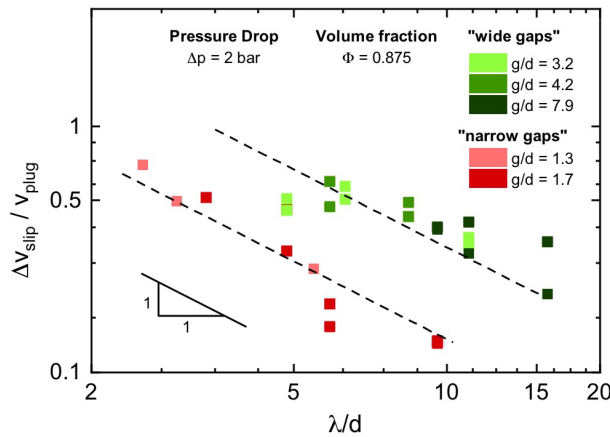 Pressure Drop
Δp = 2 bar
Volume fraction
Φ = 0.875
"wide gaps"
g/d = 3.2
g/d = 4.2
g/d = 7.9
"narrow gaps"
g/d = 1.3
g/d = 1.7
Δv_slip / v_plug
1
0.5
0.1
1
1
2
5
10
15
20
λ/d